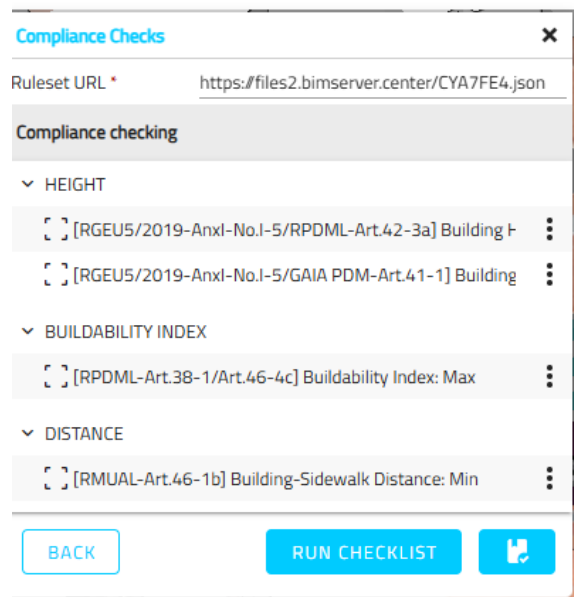 Compliance Checks
Ruleset URL * https://files2.bimserver.center/CYA7FE4.json
Compliance checking
HEIGHT
[RGEU5/2019-AnxI-No.I-5/RPDML-Art.42-3a] Building H
[RGEU5/2019-AnxI-No.I-5/GAIA PDM-Art.41-1] Building
BUILDABILITY INDEX
[RPDML-Art.38-1/Art.46-4c] Buildability Index: Max
DISTANCE
[RMUAL-Art.46-1b] Building-Sidewalk Distance: Min
BACK RUN CHECKLIST